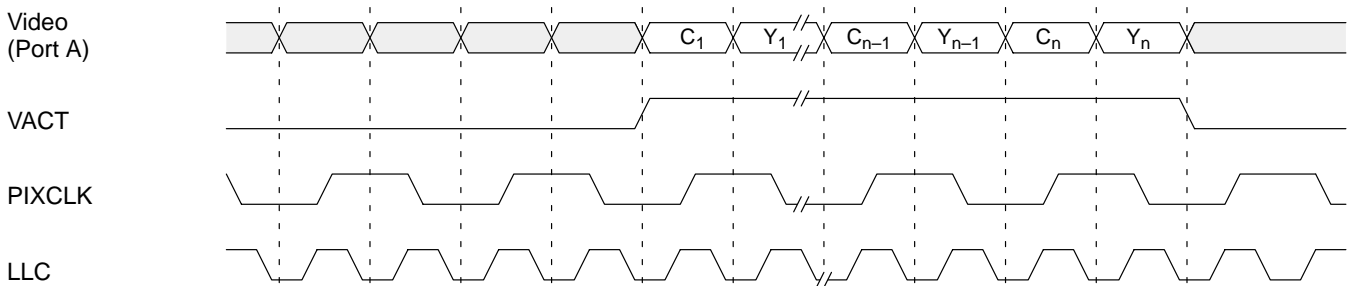 Video
(Port A)
C₁ Y₁ Cₙ₋₁ Yₙ₋₁ Cₙ Yₙ
VACT
PIXCLK
LLC